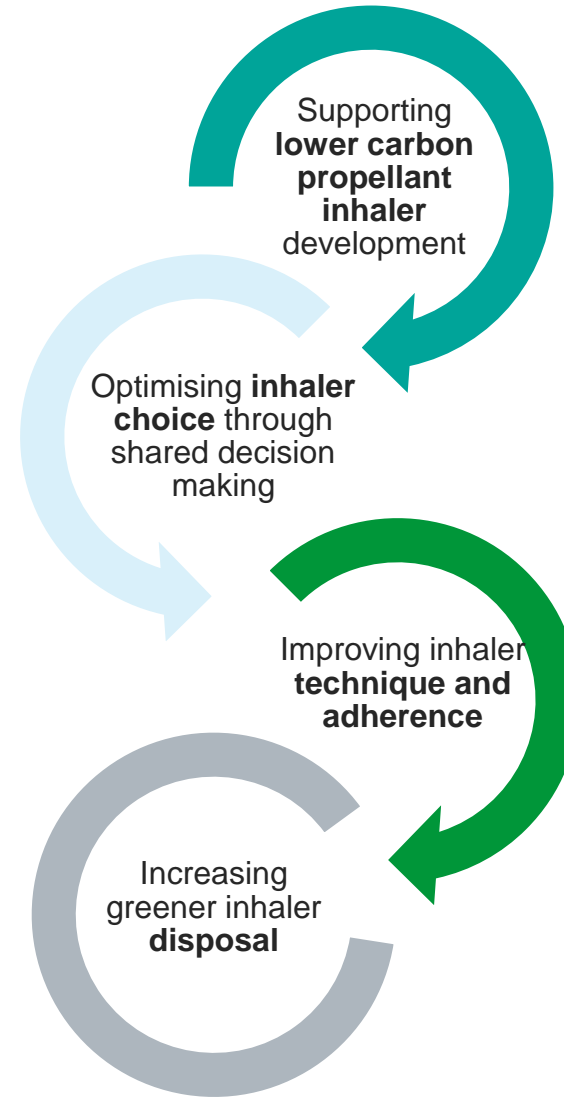 Supporting
lower carbon
propellant
inhaler
development
Optimising inhaler
choice through
shared decision
making
Improving inhaler
technique and
adherence
Increasing
greener inhaler
disposal